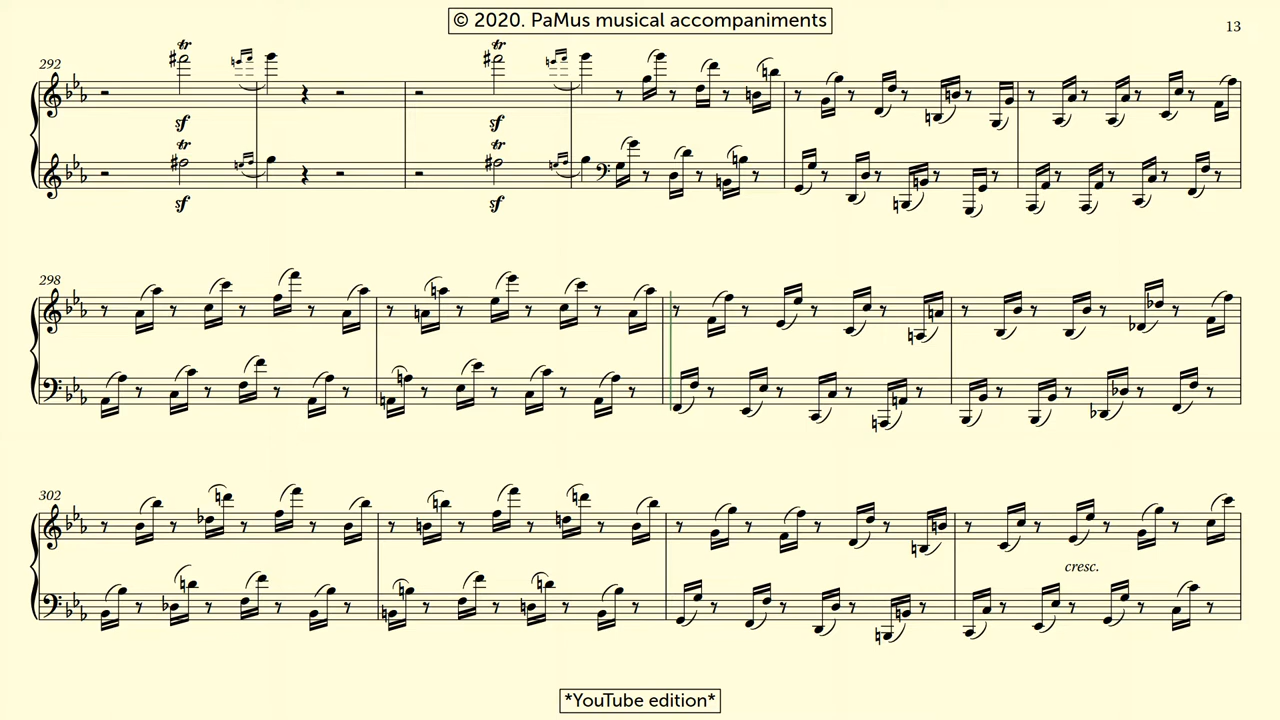 © 2020. PaMus musical accompaniments
13
292
tr tr
sf sf
tr tr
sf sf
298
302
cresc.
*YouTube edition*